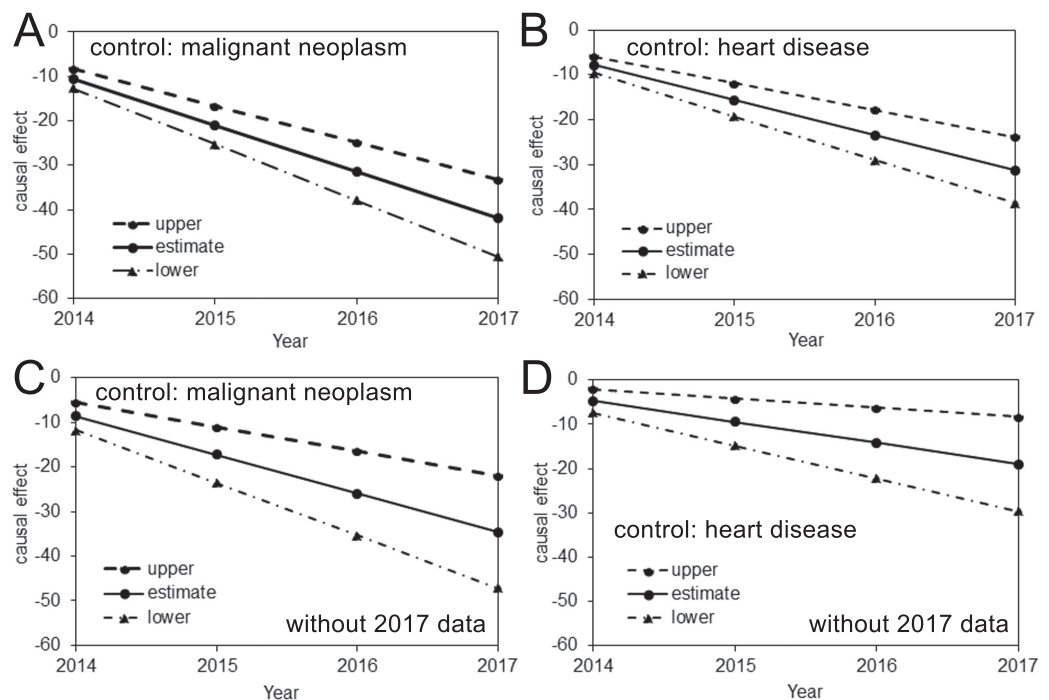 A
control: malignant neoplasm
0
-10
-20
-30
-40
-50
-60
causal effect
upper
estimate
lower
2014 2015 2016 2017
Year
B
control: heart disease
0
-10
-20
-30
-40
-50
-60
causal effect
upper
estimate
lower
2014 2015 2016 2017
Year
C
control: malignant neoplasm
0
-10
-20
-30
-40
-50
-60
causal effect
upper
estimate
lower
without 2017 data
2014 2015 2016 2017
Year
D
0
-10
-20
-30
-40
-50
-60
causal effect
control: heart disease
upper
estimate
lower
without 2017 data
2014 2015 2016 2017
Year